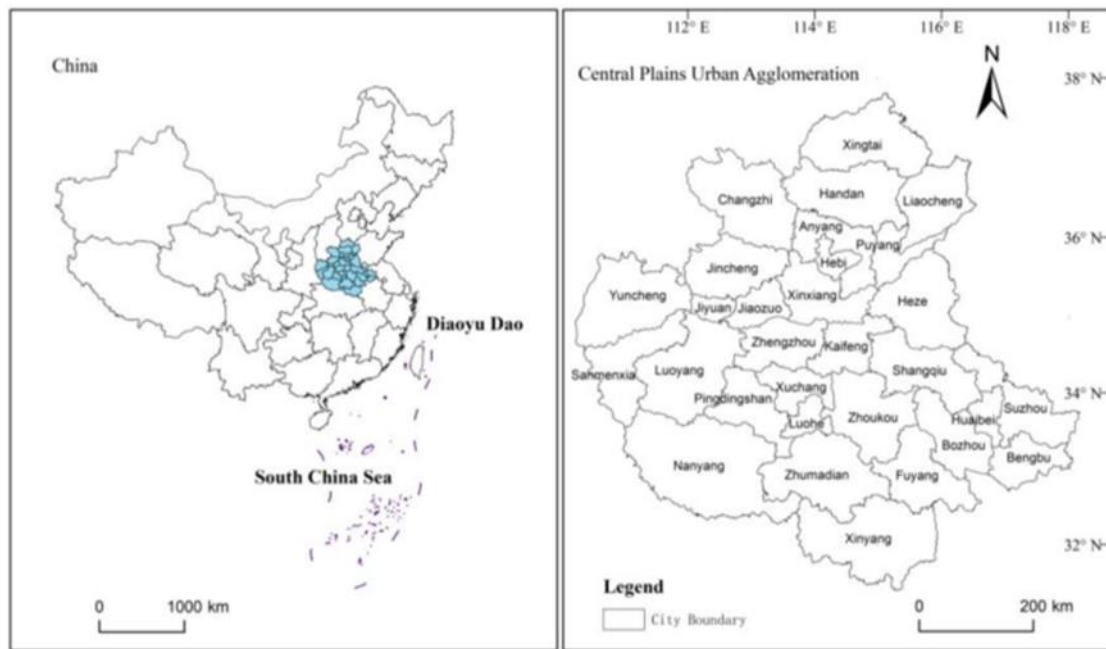 China
Diaoyu Dao
South China Sea
0 1000 km
112° E 114° E 116° E 118° E
N
Central Plains Urban Agglomeration
38° N
Xingtai
Changzhi
Handan
Liaocheng
Anyang
Puyang
36° N
Hebi
Jincheng
Yuncheng
Xinxiang
Heze
Jiyuan
Jiaozuo
Zhengzhou
Kaifeng
Sanmenxia
Luoyang
Shangqiu
Xuchang
Pingdingshan
34° N
Suzhou
Luohe
Zhoukou
Huaibei
Bozhou
Bengbu
Nanyang
Zhumadian
Fuyang
Xinyang
32° N
Legend
City Boundary
0 200 km